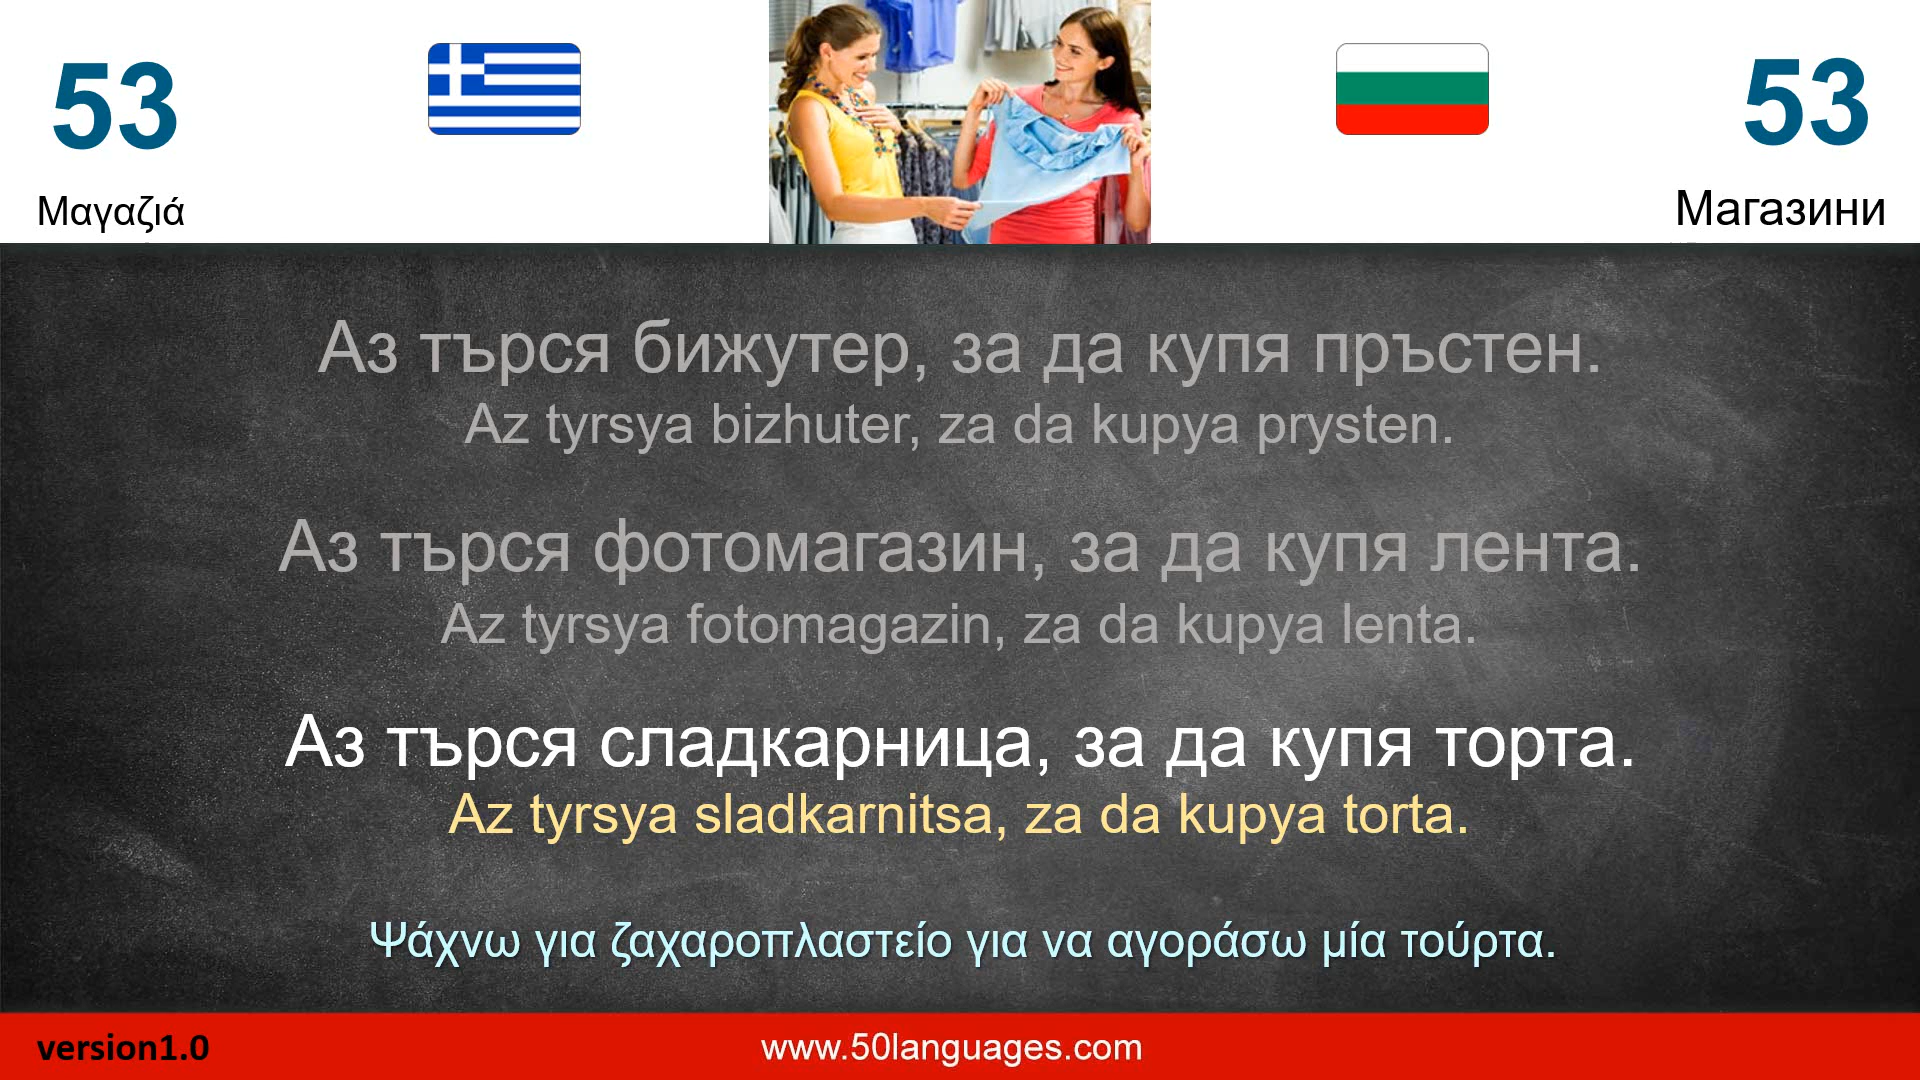 53
53
Μαγαζιά
Магазини
Аз търся бижутер, за да купя пръстен.
Az tyrsya bizhuter, za da kupya prysten.
Аз търся фотомагазин, за да купя лента.
Az tyrsya fotomagazin, za da kupya lenta.
Аз търся сладкарница, за да купя торта.
Az tyrsya sladkarnitsa, za da kupya torta.
Ψάχνω για ζαχαροπλαστείο για να αγοράσω μία τούρτα.
version1.0
www.50languages.com